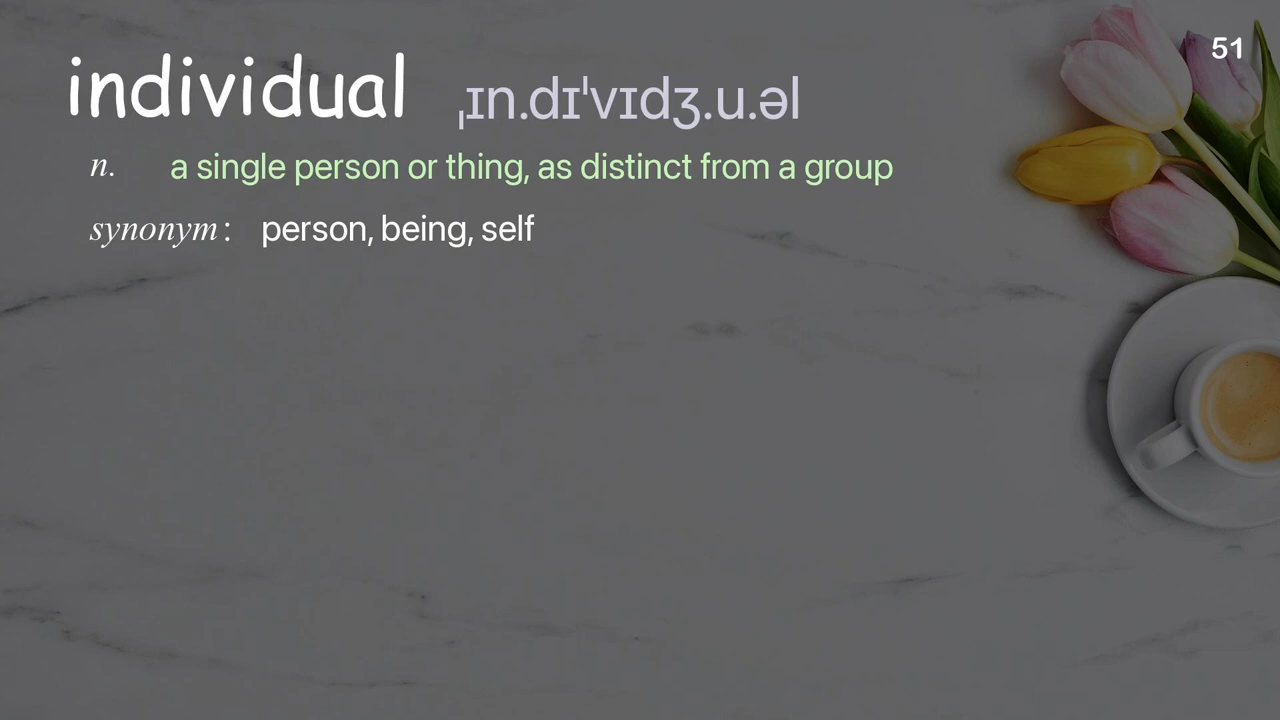 51
individual ˌɪn.dɪˈvɪdʒ.u.əl
n. a single person or thing, as distinct from a group
synonym: person, being, self